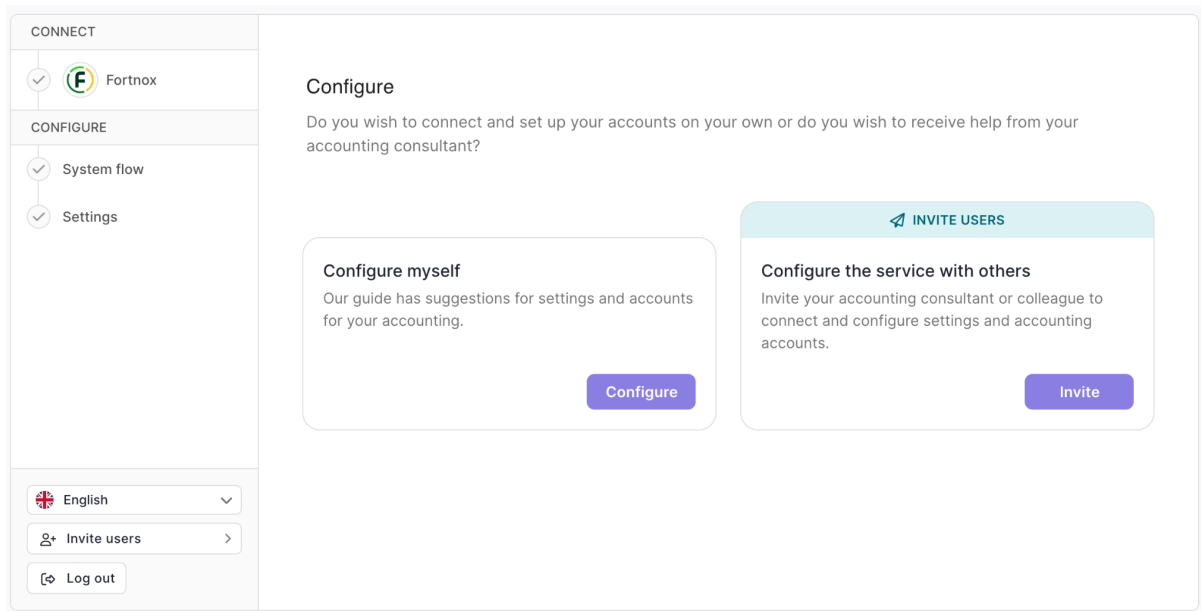 CONNECT
Fortnox
CONFIGURE
System flow
Settings
English
Invite users
Log out
Configure
Do you wish to connect and set up your accounts on your own or do you wish to receive help from your
accounting consultant?
Configure myself
Our guide has suggestions for settings and accounts
for your accounting.
Configure
INVITE USERS
Configure the service with others
Invite your accounting consultant or colleague to
connect and configure settings and accounting
accounts.
Invite